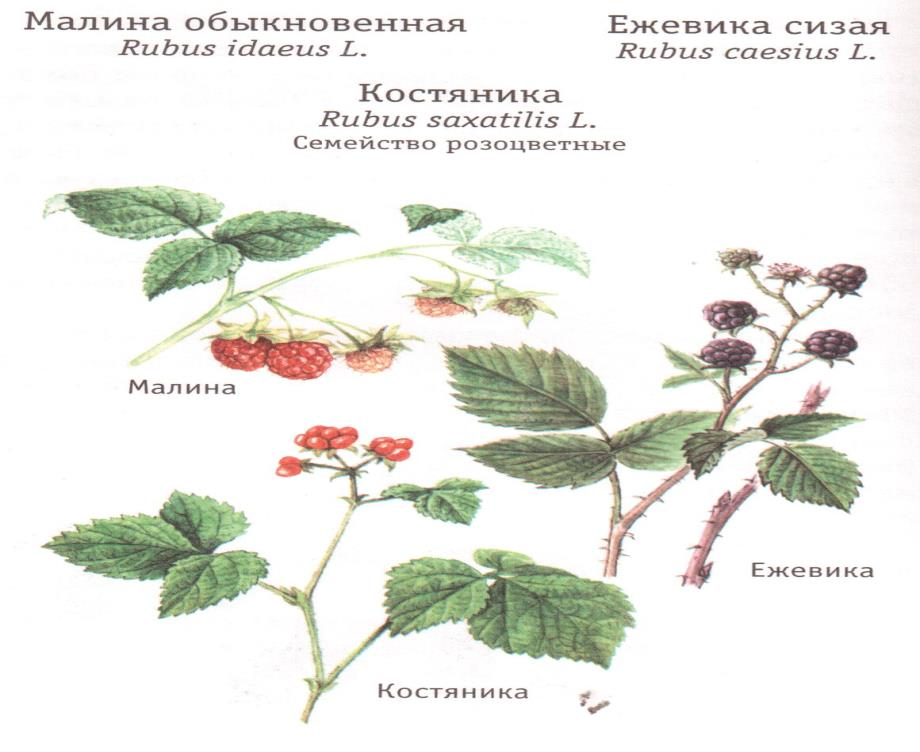 Малина обыкновенная
Rubus idaeus L.
Ежевика сизая
Rubus caesius L.
Костяника
Rubus saxatilis L.
Семейство розоцветные
Малина
Ежевика
Костяника